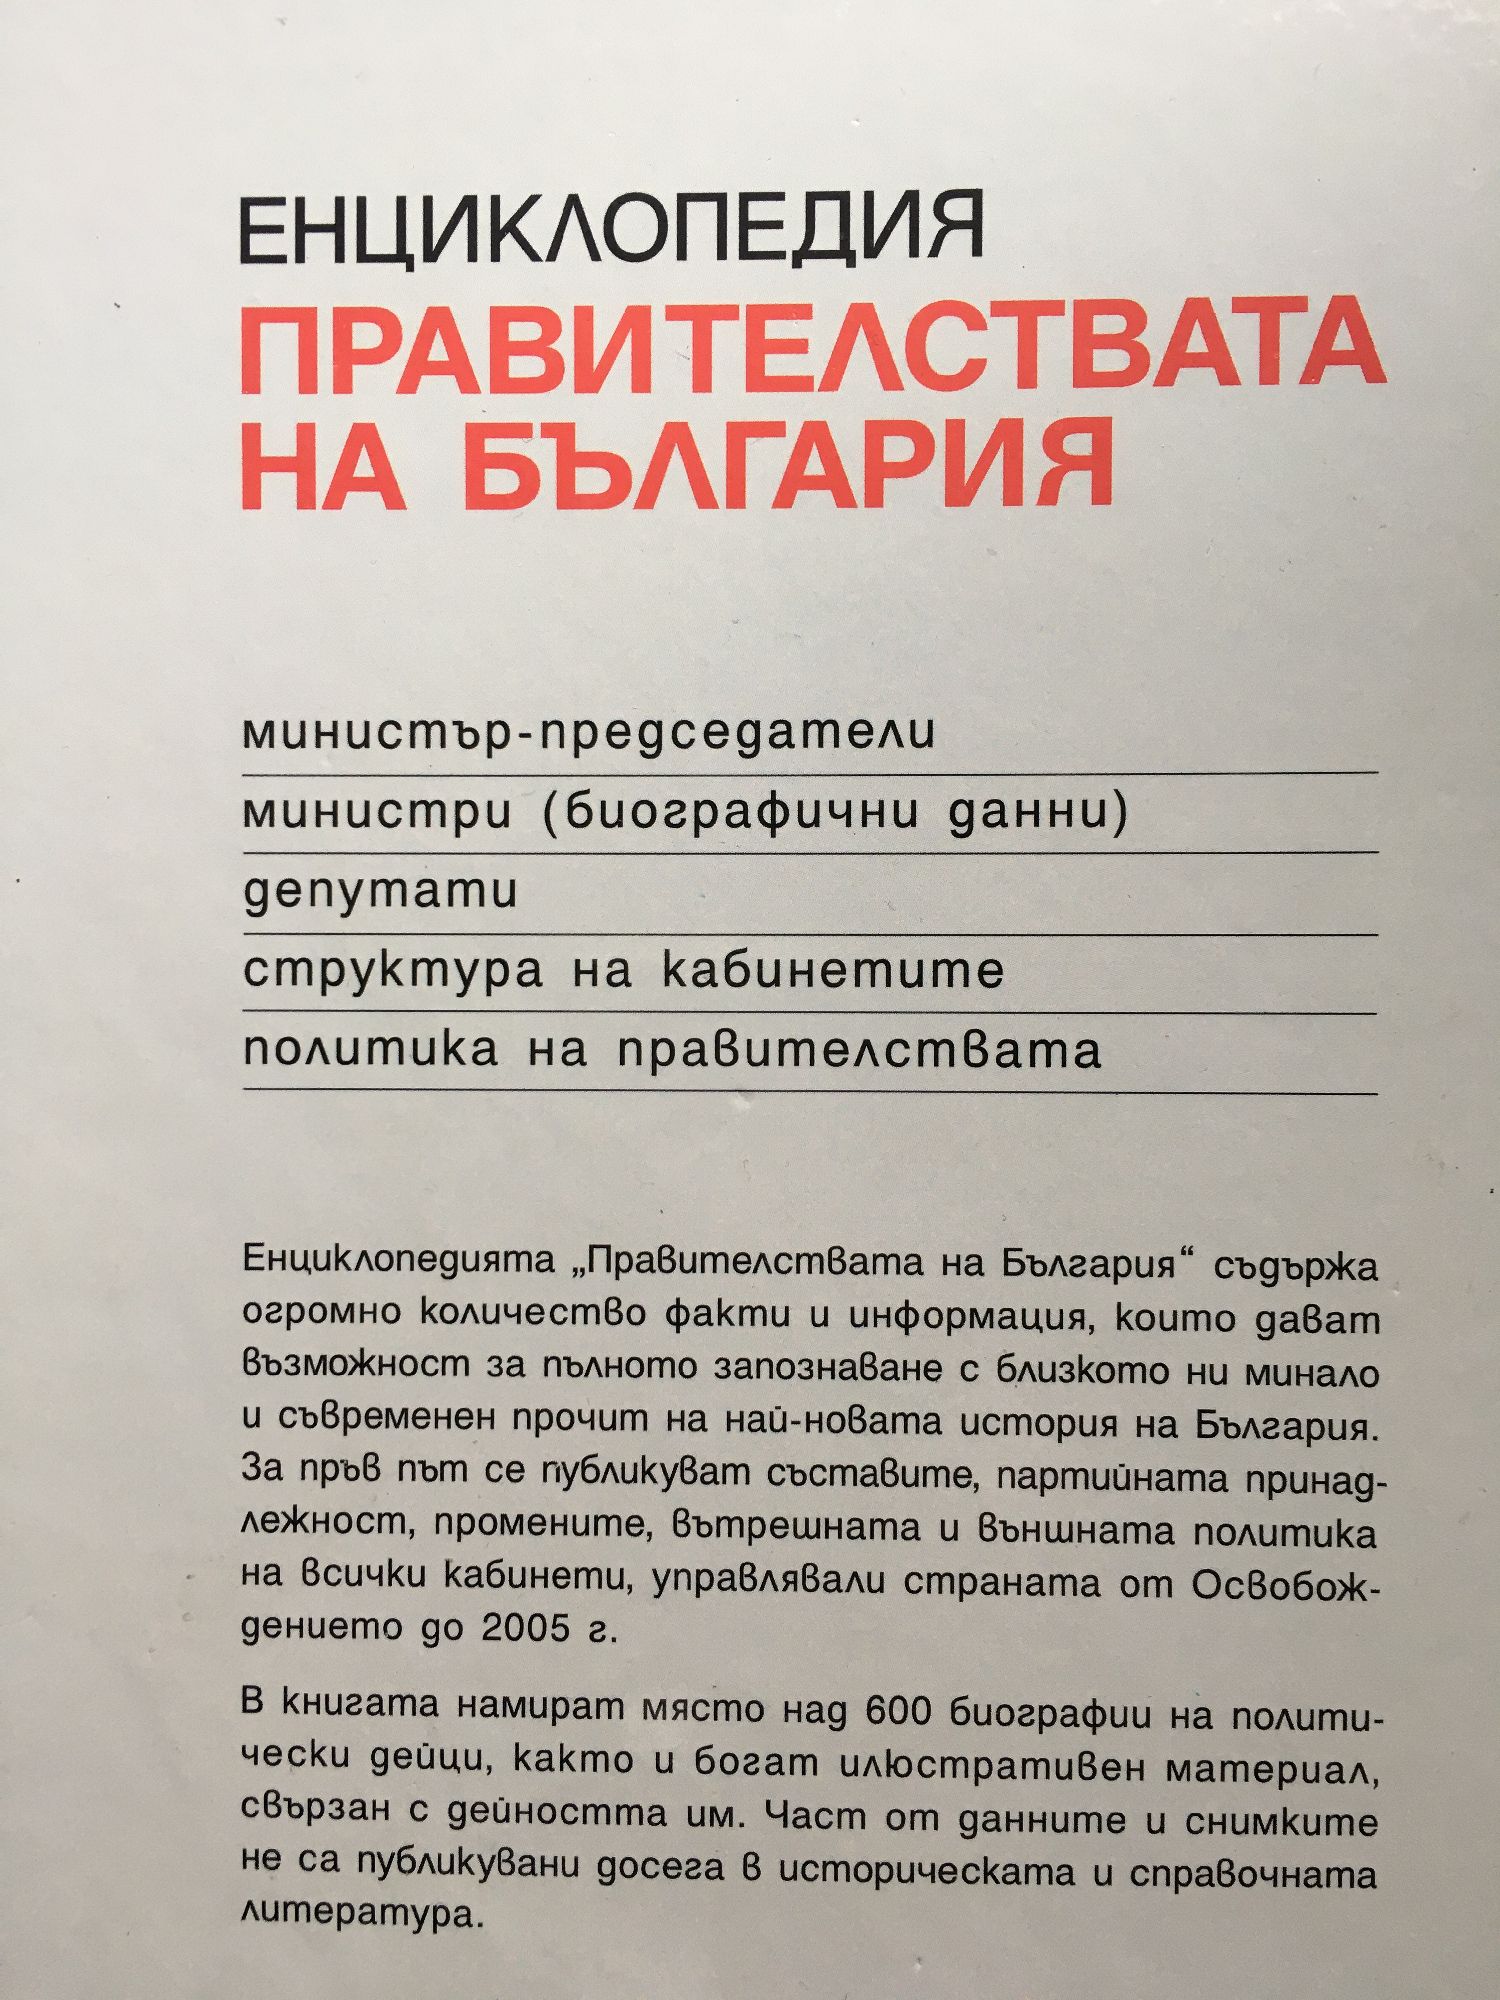 ЕНЦИКЛОПЕДИЯ
ПРАВИТЕЛСТВАТА
НА БЪЛГАРИЯ
министър-председатели
министри (биографични данни)
депутати
структура на кабинетите
политика на правителствата
Енциклопедията „Правителствата на България“ съдържа
огромно количество факти и информация, които дават
възможност за пълното запознаване с близкото ни минало
и съвременен прочит на най-новата история на България.
За пръв път се публикуват съставите, партийната принад-
лежност, промените, вътрешната и външната политика
на всички кабинети, управлявали страната от Освобож-
дението до 2005 г.
В книгата намират място над 600 биографии на полити-
чески дейци, както и богат илюстративен материал,
свързан с дейността им. Част от данните и снимките
не са публикувани досега в историческата и справочната
литература.